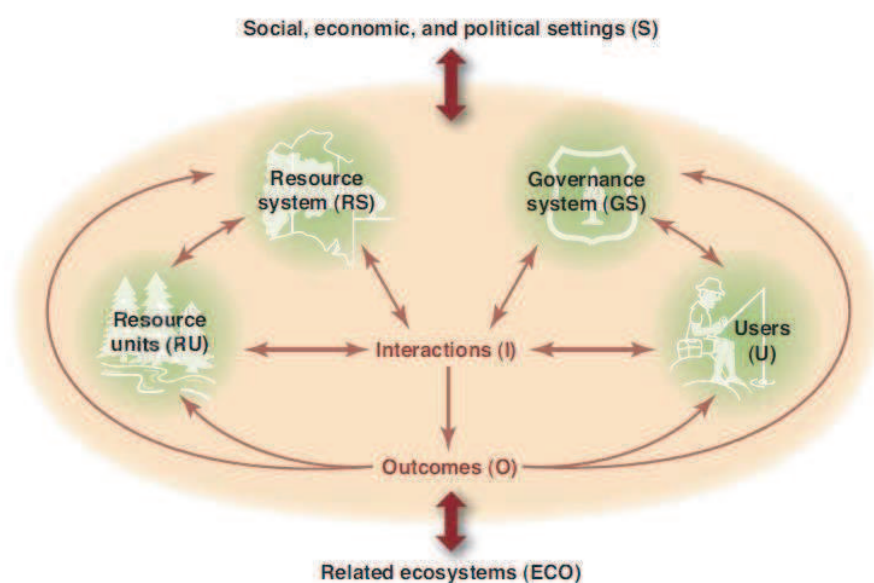 Social, economic, and political settings (S)
Resource
system (RS)
Governance
system (GS)
Resource
units (RU)
Interactions (I)
Users
(U)
Outcomes (O)
Related ecosystems (ECO)